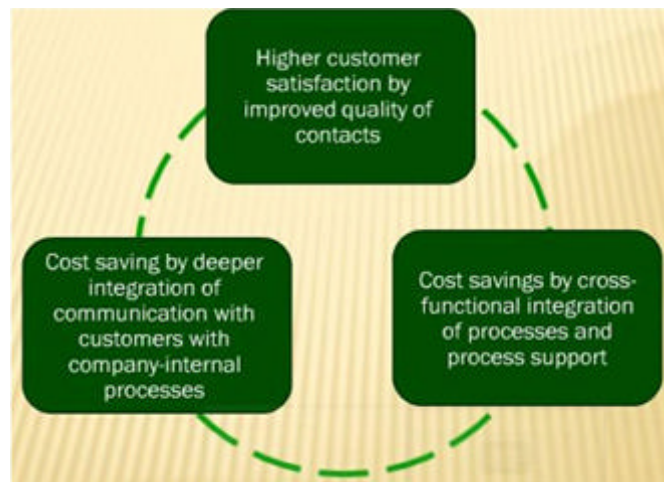 Higher customer
satisfaction by
improved quality of
contacts
Cost saving by deeper
integration of
communication with
customers with
company-internal
processes
Cost savings by cross-
functional integration
of processes and
process support